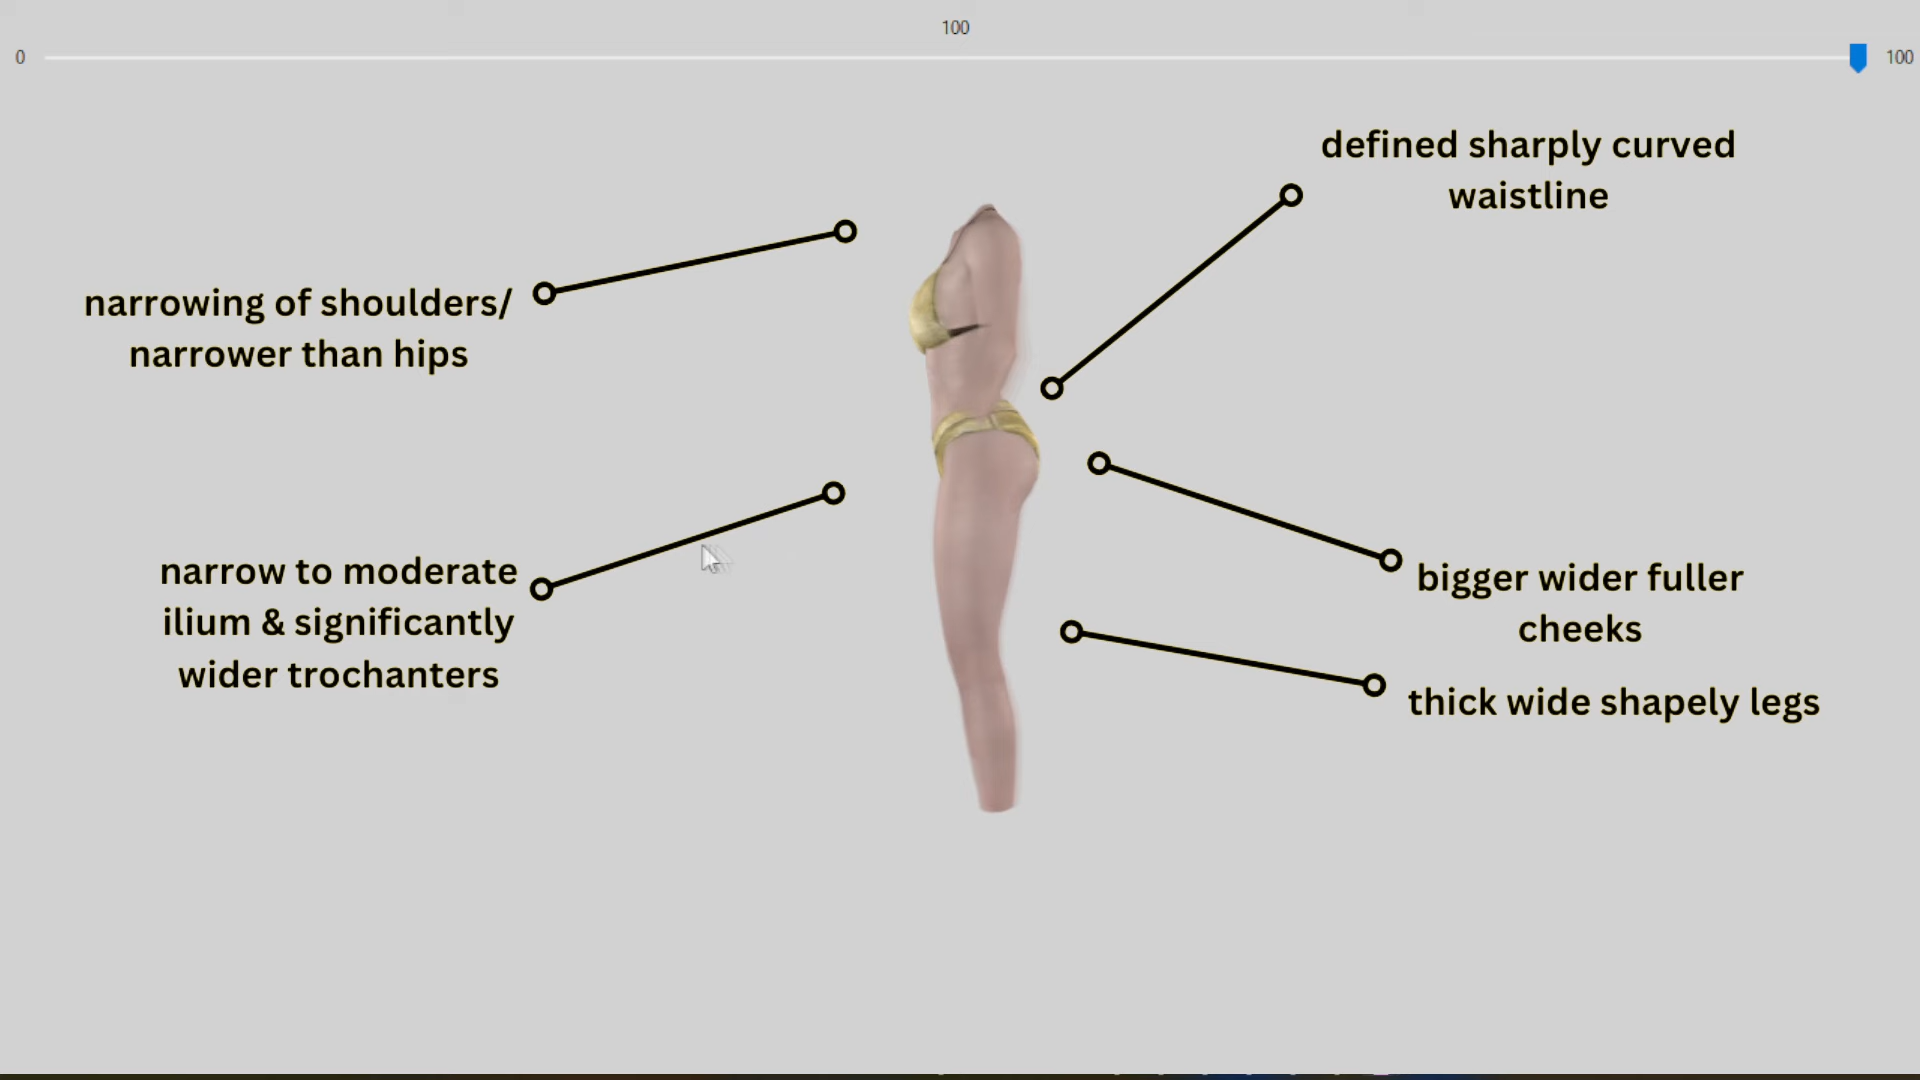 100
0
100
defined sharply curved
waistline
narrowing of shoulders/
narrower than hips
narrow to moderate
ilium & significantly
wider trochanters
bigger wider fuller
cheeks
thick wide shapely legs